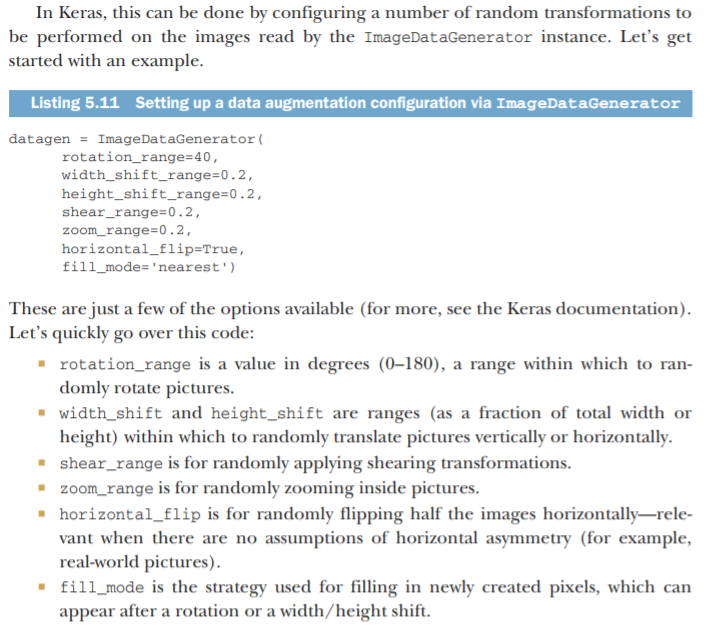 In Keras, this can be done by configuring a number of random transformations to
be performed on the images read by the ImageDataGenerator instance. Let's get
started with an example.
Listing 5.11 Setting up a data augmentation configuration via ImageDataGenerator
datagen = ImageDataGenerator(
rotation_range=40,
width_shift_range=0.2,
height_shift_range=0.2,
shear_range=0.2,
zoom_range=0.2,
horizontal_flip=True,
fill_mode='nearest')
These are just a few of the options available (for more, see the Keras documentation).
Let's quickly go over this code:
▪ rotation_range is a value in degrees (0–180), a range within which to ran-
domly rotate pictures.
▪ width_shift and height_shift are ranges (as a fraction of total width or
height) within which to randomly translate pictures vertically or horizontally.
▪ shear_range is for randomly applying shearing transformations.
▪ zoom_range is for randomly zooming inside pictures.
▪ horizontal_flip is for randomly flipping half the images horizontally—rele-
vant when there are no assumptions of horizontal asymmetry (for example,
real-world pictures).
▪ fill_mode is the strategy used for filling in newly created pixels, which can
appear after a rotation or a width/height shift.